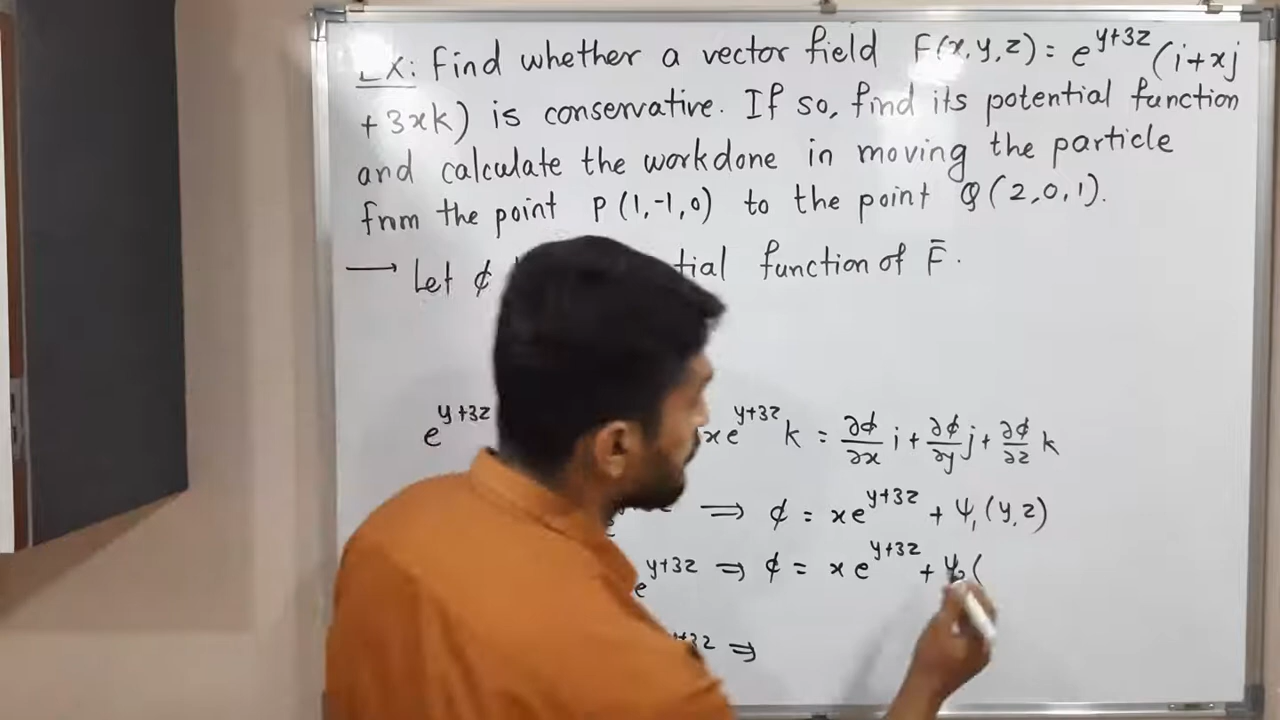 EX: Find whether a vector field F(x,y,z) = e^{y+3z}(i+xj
+3xk) is conservative. If so, find its potential function
and calculate the workdone in moving the particle
from the point P(1,-1,0) to the point Q(2,0,1).
→ Let ϕ function of F̄.
e^{y+3z} xe^{y+3z} k = ∂ϕ/∂x i + ∂ϕ/∂y j + ∂ϕ/∂z k
⇒ ϕ = xe^{y+3z} + ψ₁(y,z)
e^{y+3z} ⇒ ϕ = xe^{y+3z} + ψ₂(
⇒